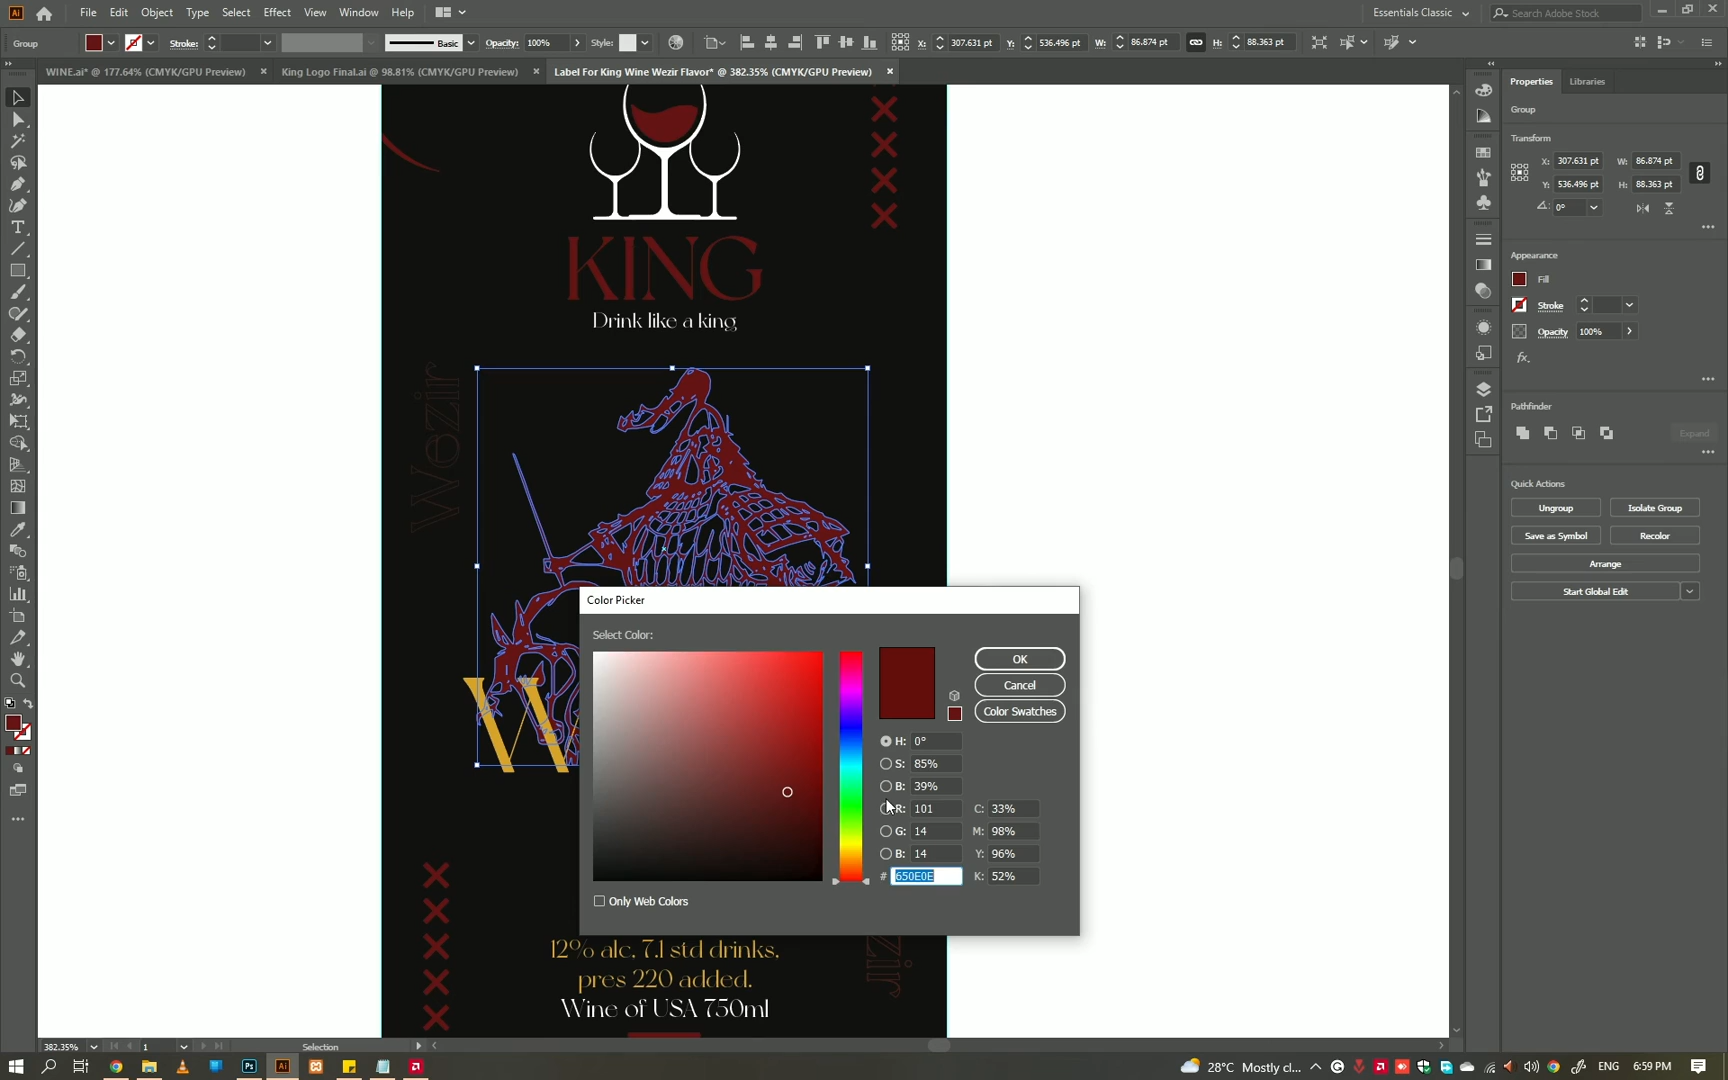 Ai File Edit Object Type Select Effect View Window Help Essentials Classic Search Adobe Stock
Group Stroke: Basic Opacity: 100% Style: X: 307.631 pt Y: 536.496 pt W: 86.874 pt H: 88.363 pt
WINE.ai* @ 177.64% (CMYK/GPU Preview) × King Logo Final.ai @ 98.81% (CMYK/GPU Preview) × Label For King Wine Wezir Flavor* @ 382.35% (CMYK/GPU Preview) ×
Properties Libraries
Group
Transform
X: 307.631 pt W: 86.874 pt
Y: 536.496 pt H: 88.363 pt
0°
Appearance
Fill
Stroke
Opacity 100%
fx.
Pathfinder
Expand
Quick Actions
Ungroup Isolate Group
Save as Symbol Recolor
Arrange
Start Global Edit
KING
Drink like a king
Wezir
W
Color Picker
Select Color:
OK
Cancel
Color Swatches
H: 0°
S: 85%
B: 39%
R: 101 C: 33%
G: 14 M: 98%
B: 14 Y: 96%
# 650E0E K: 52%
Only Web Colors
12% alc, 7.1 std drinks,
pres 220 added.
Wine of USA 750ml
zir
382.35% 1 Selection
Ps Ai 28°C Mostly cl... ENG 6:59 PM